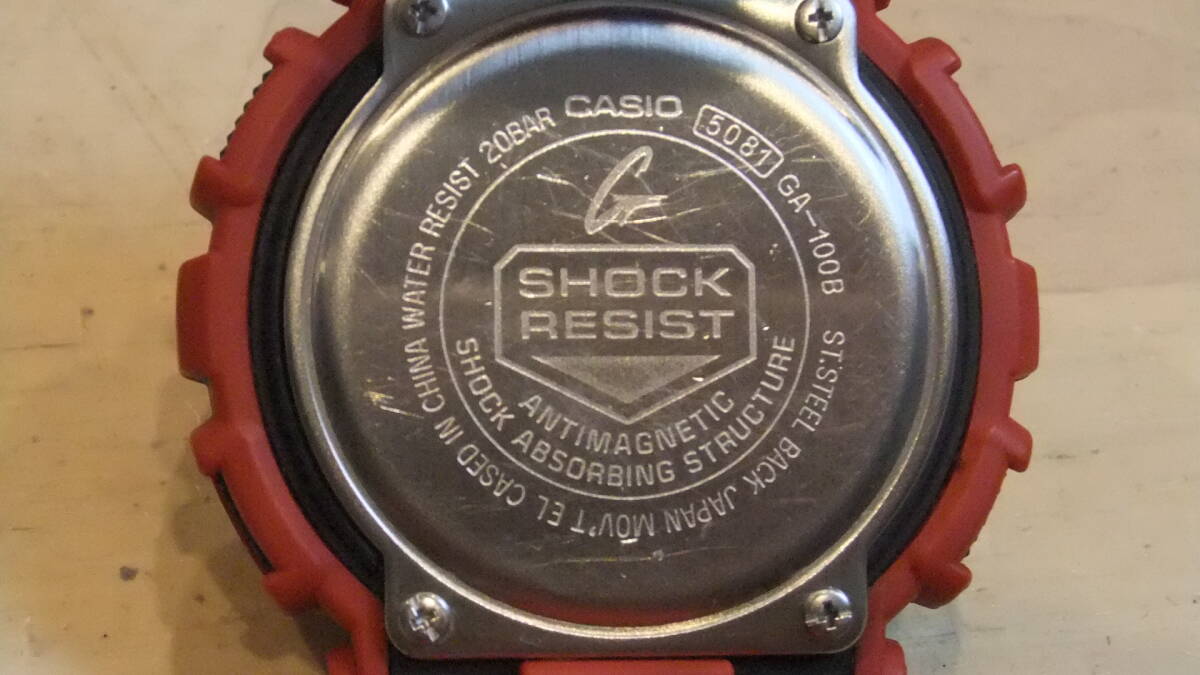 CASIO
5081 GA-100B ST.STEEL BACK JAPAN MOV'T EL CASED IN CHINA WATER RESIST 20BAR
G
SHOCK
RESIST
ANTIMAGNETIC
SHOCK ABSORBING STRUCTURE